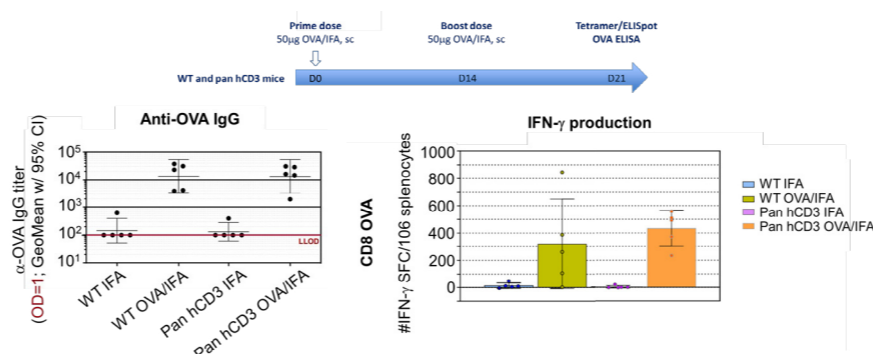 Prime dose
50µg OVA/IFA, sc
Boost dose
50µg OVA/IFA, sc
Tetramer/ELISpot
OVA ELISA
WT and pan hCD3 mice
D0
D14
D21
Anti-OVA IgG
α-OVA IgG titer
(OD=1; GeoMean w/ 95% CI)
10⁵
10⁴
10³
10²
10¹
LLOD
WT IFA
WT OVA/IFA
Pan hCD3 IFA
Pan hCD3 OVA/IFA
IFN-γ production
CD8 OVA
#IFN-γ SFC/106 splenocytes
1000
800
600
400
200
0
WT IFA
WT OVA/IFA
Pan hCD3 IFA
Pan hCD3 OVA/IFA